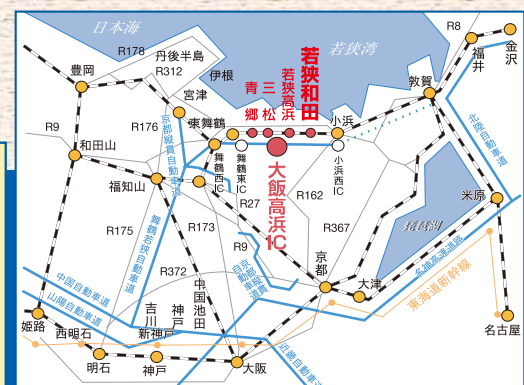 日本海
若狭湾
R8
金沢
福井
R178
丹後半島
R312
伊根
豊岡
宮津
青郷
三松
若狭高浜
若狭和田
小浜
敦賀
R9
R176
東舞鶴
京都縦貫自動車道
和田山
舞鶴西IC
舞鶴東IC
大飯高浜IC
小浜西IC
北陸自動車道
福知山
R27
R162
米原
琵琶湖
R175
舞鶴若狭自動車道
R173
R9
R367
名神高速道路
R372
京都縦貫自動車道
京都
大津
東海道新幹線
中国自動車道
山陽自動車道
吉川
神戸
中国池田
姫路
西明石
新神戸
名古屋
明石
神戸
大阪
近畿自動車道